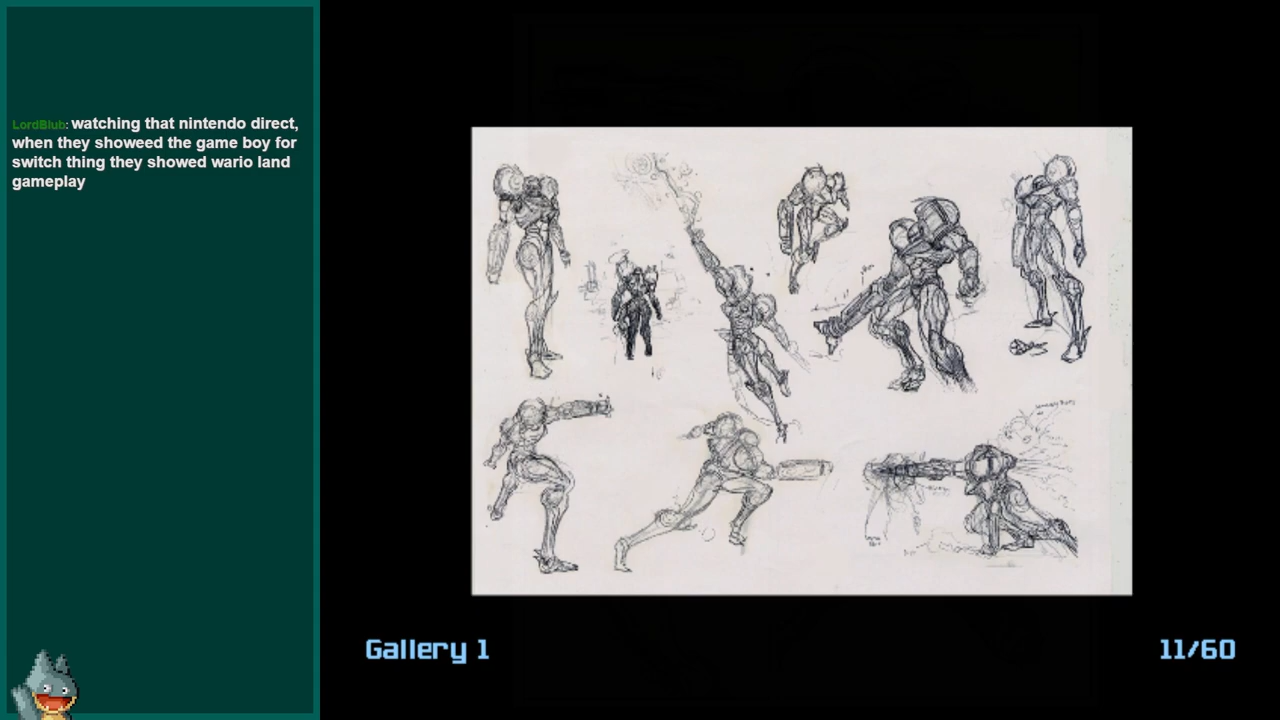 LordBlub: watching that nintendo direct,
when they showeed the game boy for
switch thing they showed wario land
gameplay
Gallery 1
11/60